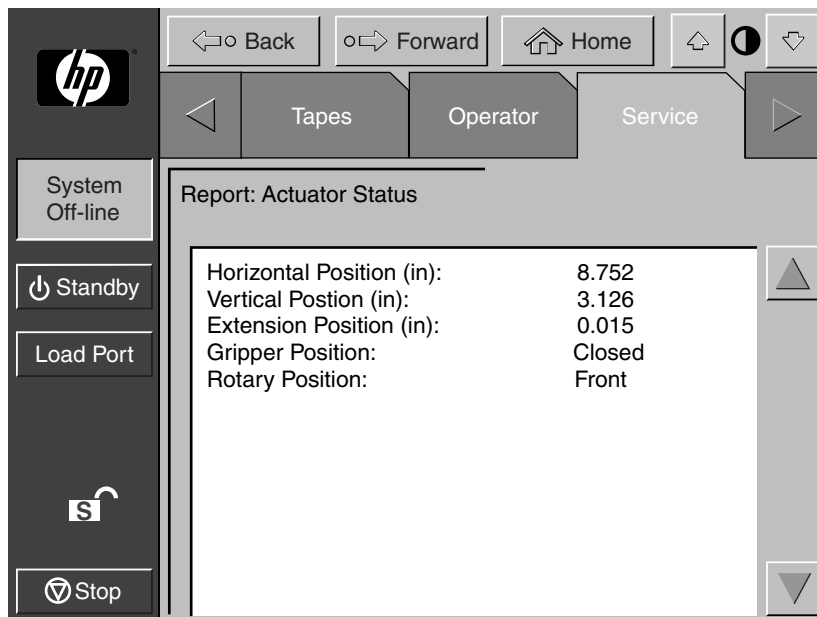 hp
Back
Forward
Home
Tapes
Operator
Service
System
Off-line
Standby
Load Port
S
Stop
Report: Actuator Status
Horizontal Position (in): 8.752
Vertical Postion (in): 3.126
Extension Position (in): 0.015
Gripper Position: Closed
Rotary Position: Front